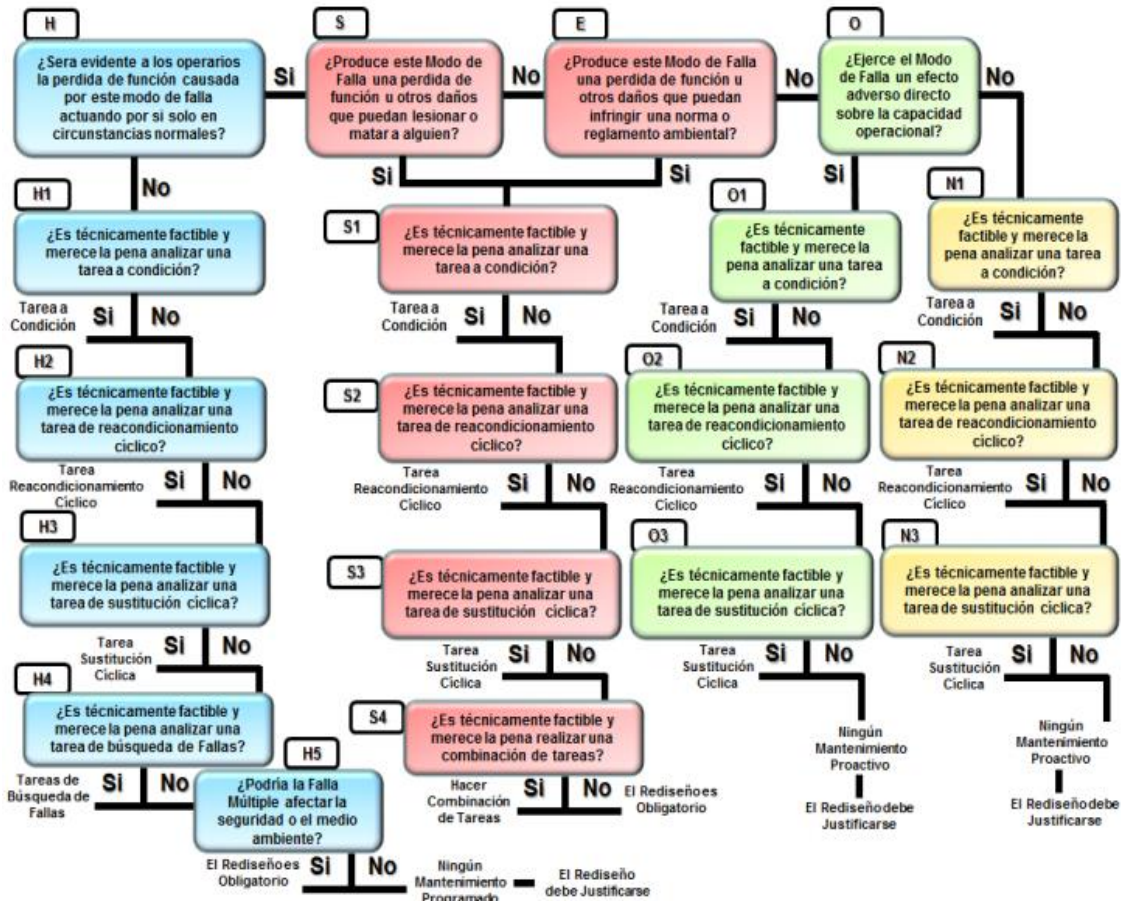 H
¿Sera evidente a los operarios
la perdida de función causada
por este modo de falla
actuando por si solo en
circunstancias normales?
Si
S
¿Produce este Modo de
Falla una perdida de
función u otros daños
que puedan lesionar o
matar a alguien?
No
E
¿Produce este Modo de Falla
una perdida de función u
otros daños que puedan
infringir una norma o
reglamento ambiental?
No
O
¿Ejerce el Modo
de Falla un efecto
adverso directo
sobre la capacidad
operacional?
No
No
Si
Si
Si
H1
¿Es técnicamente factible y
merece la pena analizar una
tarea a condición?
S1
¿Es técnicamente factible y
merece la pena analizar una
tarea a condición?
O1
¿Es técnicamente
factible y merece la
pena analizar una tarea
a condición?
N1
¿Es técnicamente
factible y merece la
pena analizar una tarea
a condición?
Tarea a
Condición
Si
No
Tarea a
Condición
Si
No
Tarea a
Condición
Si
No
Tarea a
Condición
Si
No
H2
¿Es técnicamente factible y
merece la pena analizar una
tarea de reacondicionamiento
cíclico?
S2
¿Es técnicamente factible y
merece la pena analizar una
tarea de reacondicionamiento
cíclico?
O2
¿Es técnicamente factible y
merece la pena analizar una
tarea de reacondicionamiento
cíclico?
N2
¿Es técnicamente factible y
merece la pena analizar una
tarea de reacondicionamiento
cíclico?
Tarea
Reacondicionamiento
Cíclico
Si
No
Tarea
Reacondicionamiento
Cíclico
Si
No
Tarea
Reacondicionamiento
Cíclico
Si
No
Tarea
Reacondicionamiento
Cíclico
Si
No
H3
¿Es técnicamente factible y
merece la pena analizar una
tarea de sustitución cíclica?
S3
¿Es técnicamente factible y
merece la pena analizar una
tarea de sustitución cíclica?
O3
¿Es técnicamente factible y
merece la pena analizar una
tarea de sustitución cíclica?
N3
¿Es técnicamente factible y
merece la pena analizar una
tarea de sustitución cíclica?
Tarea
Sustitución
Cíclica
Si
No
Tarea
Sustitución
Cíclica
Si
No
Tarea
Sustitución
Cíclica
Si
No
Tarea
Sustitución
Cíclica
Si
No
H4
¿Es técnicamente factible y
merece la pena analizar una
tarea de búsqueda de Fallas?
S4
¿Es técnicamente factible y
merece la pena realizar una
combinación de tareas?
Ningún
Mantenimiento
Proactivo
El Rediseño debe
Justificarse
Ningún
Mantenimiento
Proactivo
El Rediseño debe
Justificarse
Tareas de
Búsqueda de
Fallas
Si
No
H5
¿Podría la Falla
Múltiple afectar la
seguridad o el medio
ambiente?
Hacer
Combinación
de Tareas
Si
No
El Rediseño es
Obligatorio
El Rediseño es
Obligatorio
Si
No
Ningún
Mantenimiento
Programado
El Rediseño
debe Justificarse